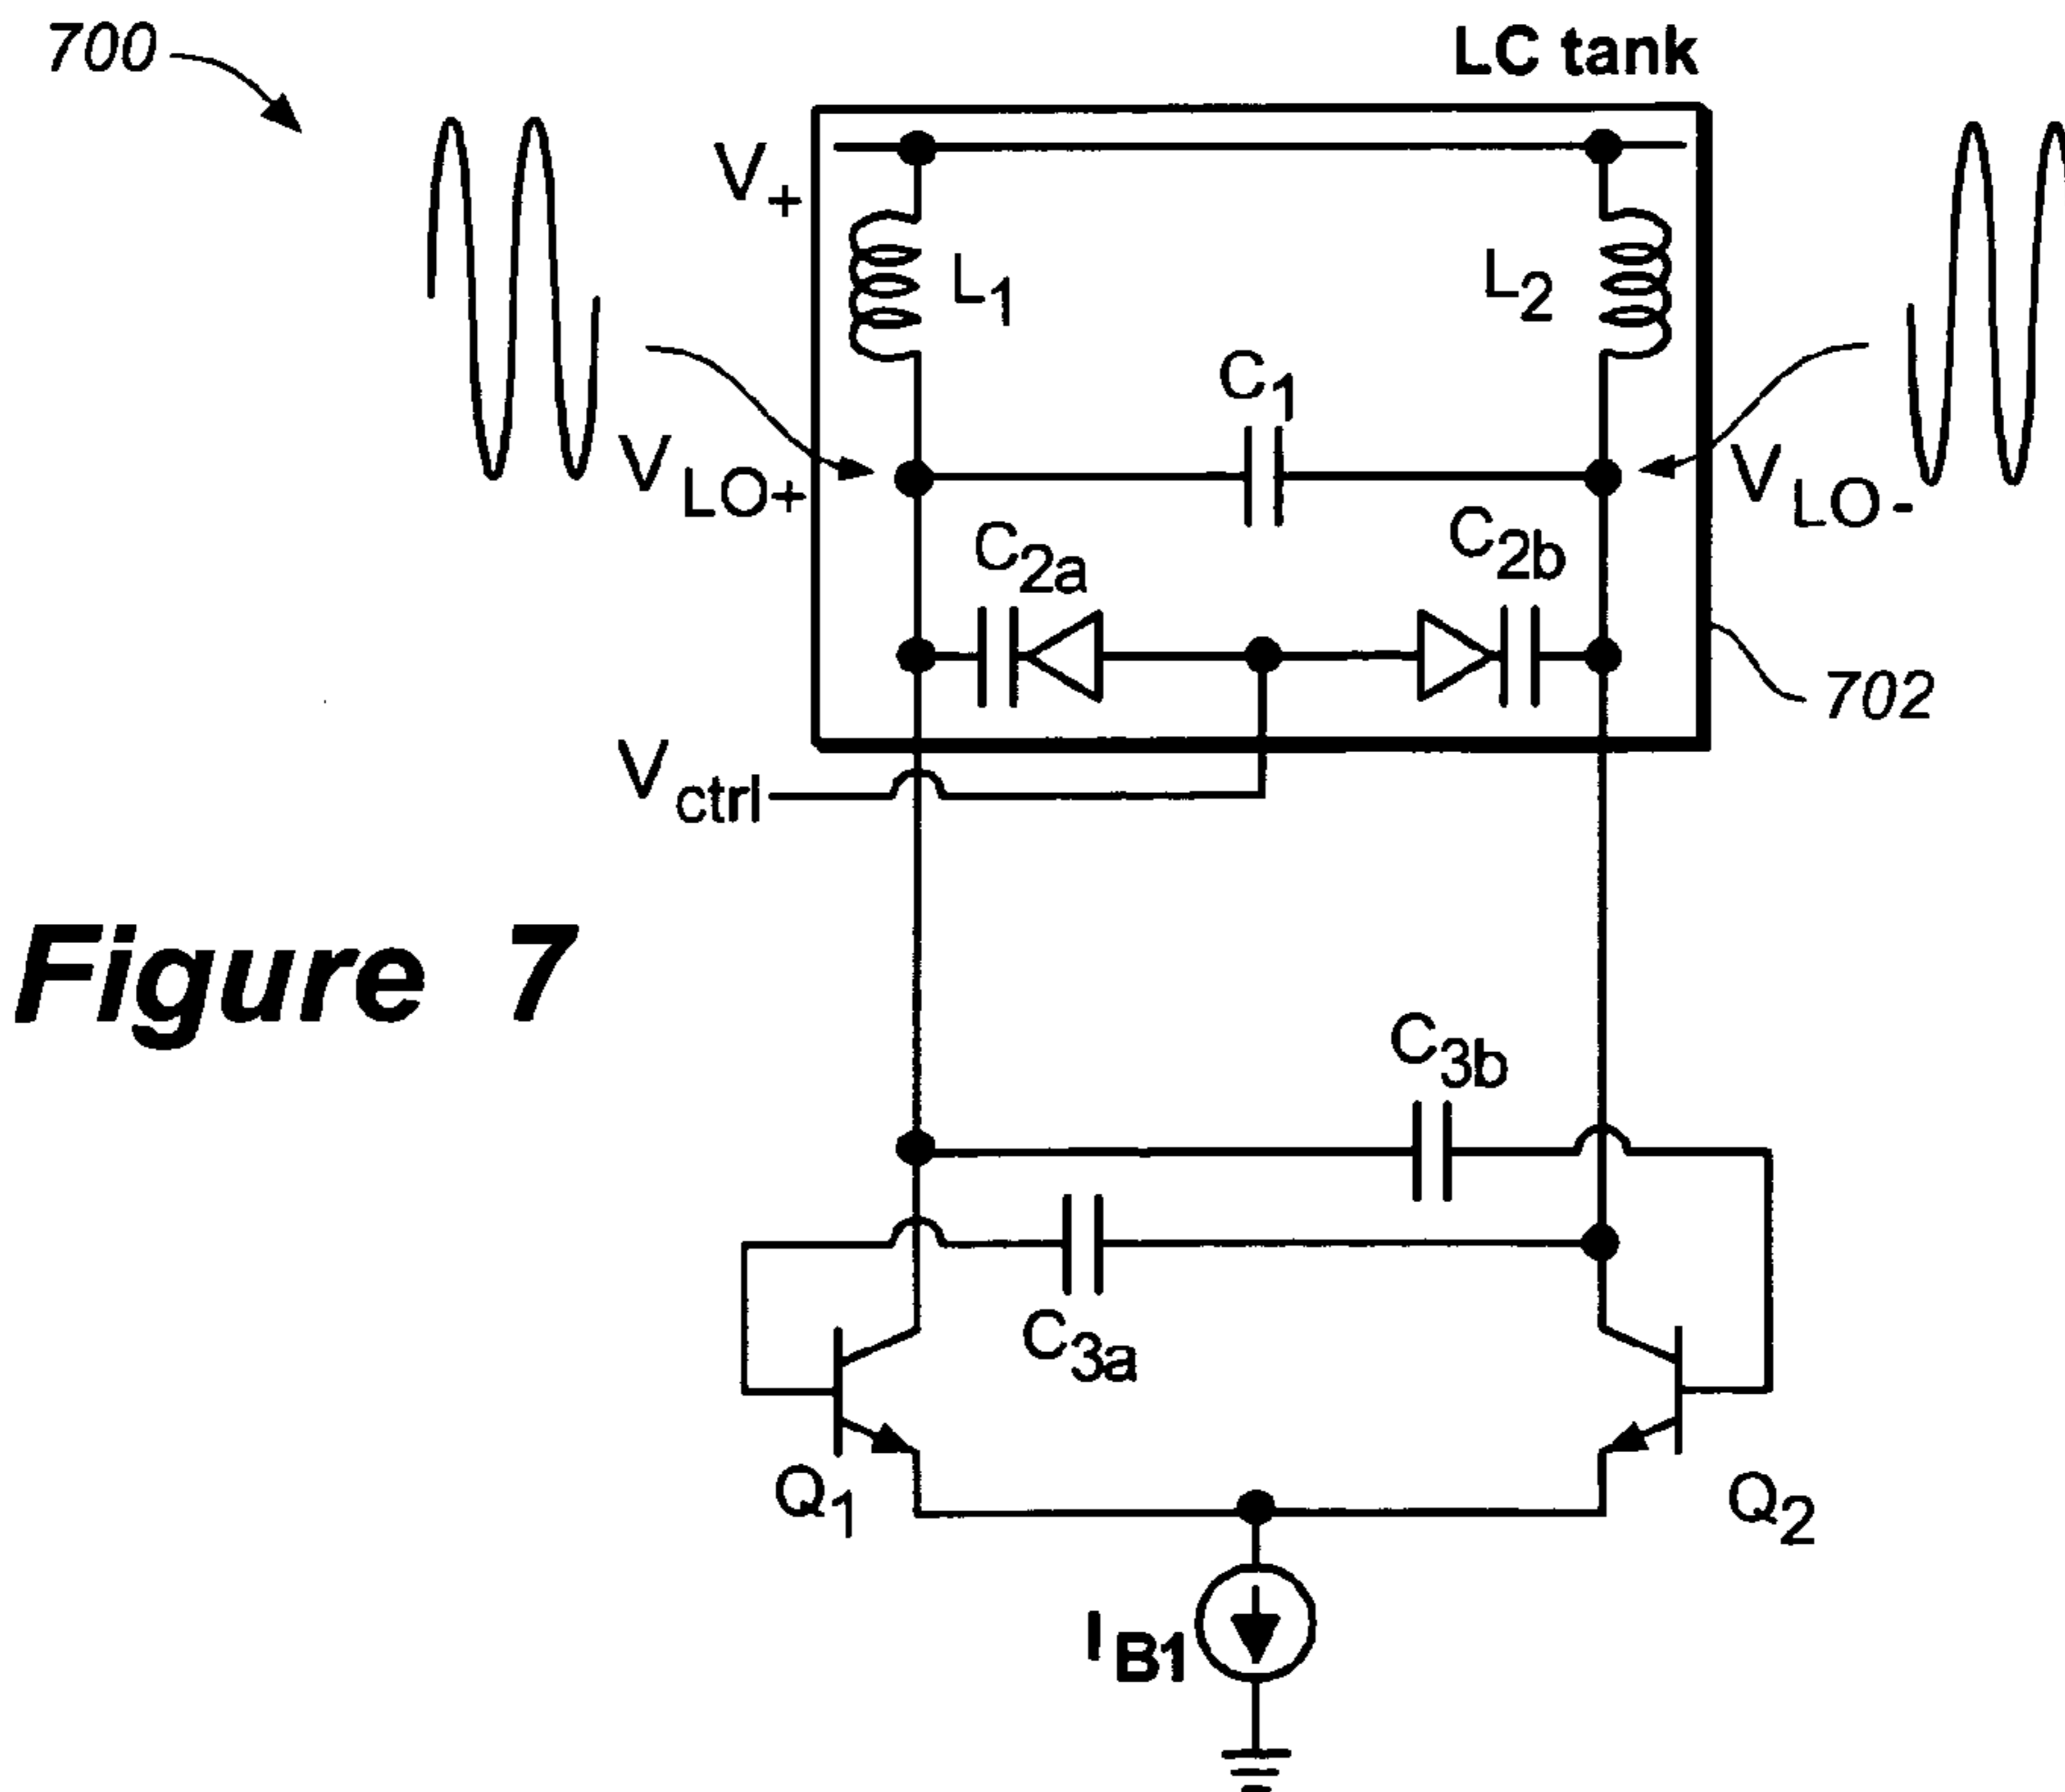 700
LC tank
V+
L1
L2
C1
VLO+
VLO-
C2a
C2b
702
Vctrl
Figure 7
C3b
C3a
Q1
Q2
IB1